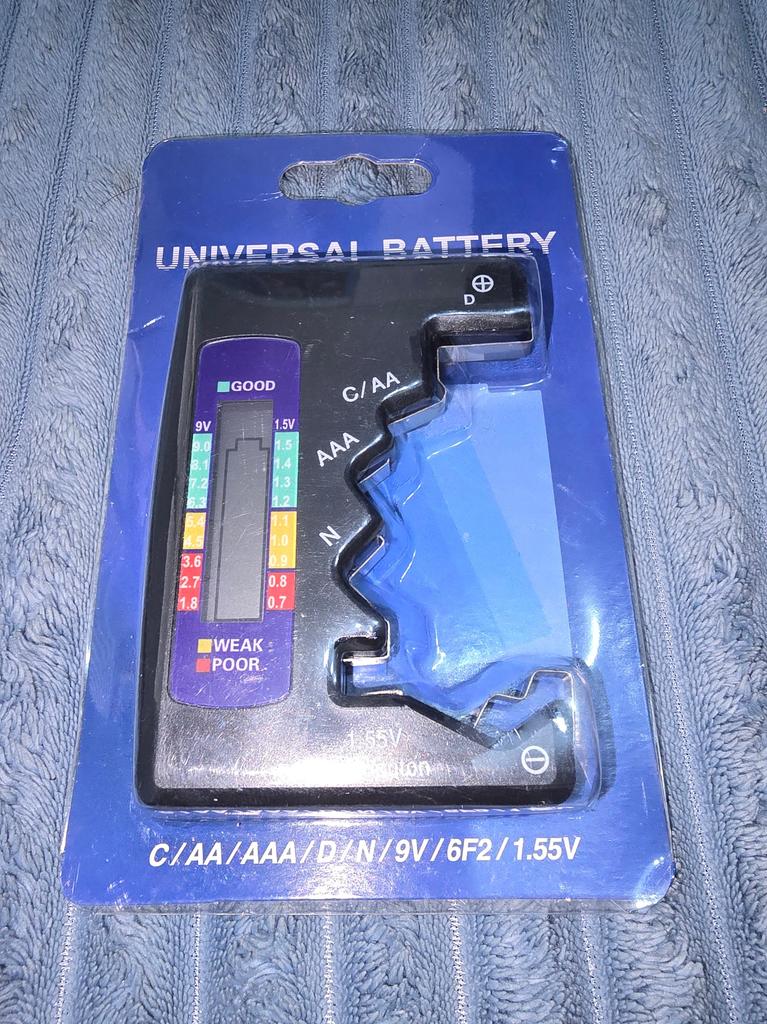 UNIVERSAL BATTERY
D
C/AA
AAA
N
GOOD
9V 1.5V
9.0 1.5
8.1 1.4
7.2 1.3
6.3 1.2
5.4 1.1
4.5 1.0
3.6 0.9
2.7 0.8
1.8 0.7
WEAK
POOR
1.55V
C/AA/AAA/D/N/9V/6F2/1.55V